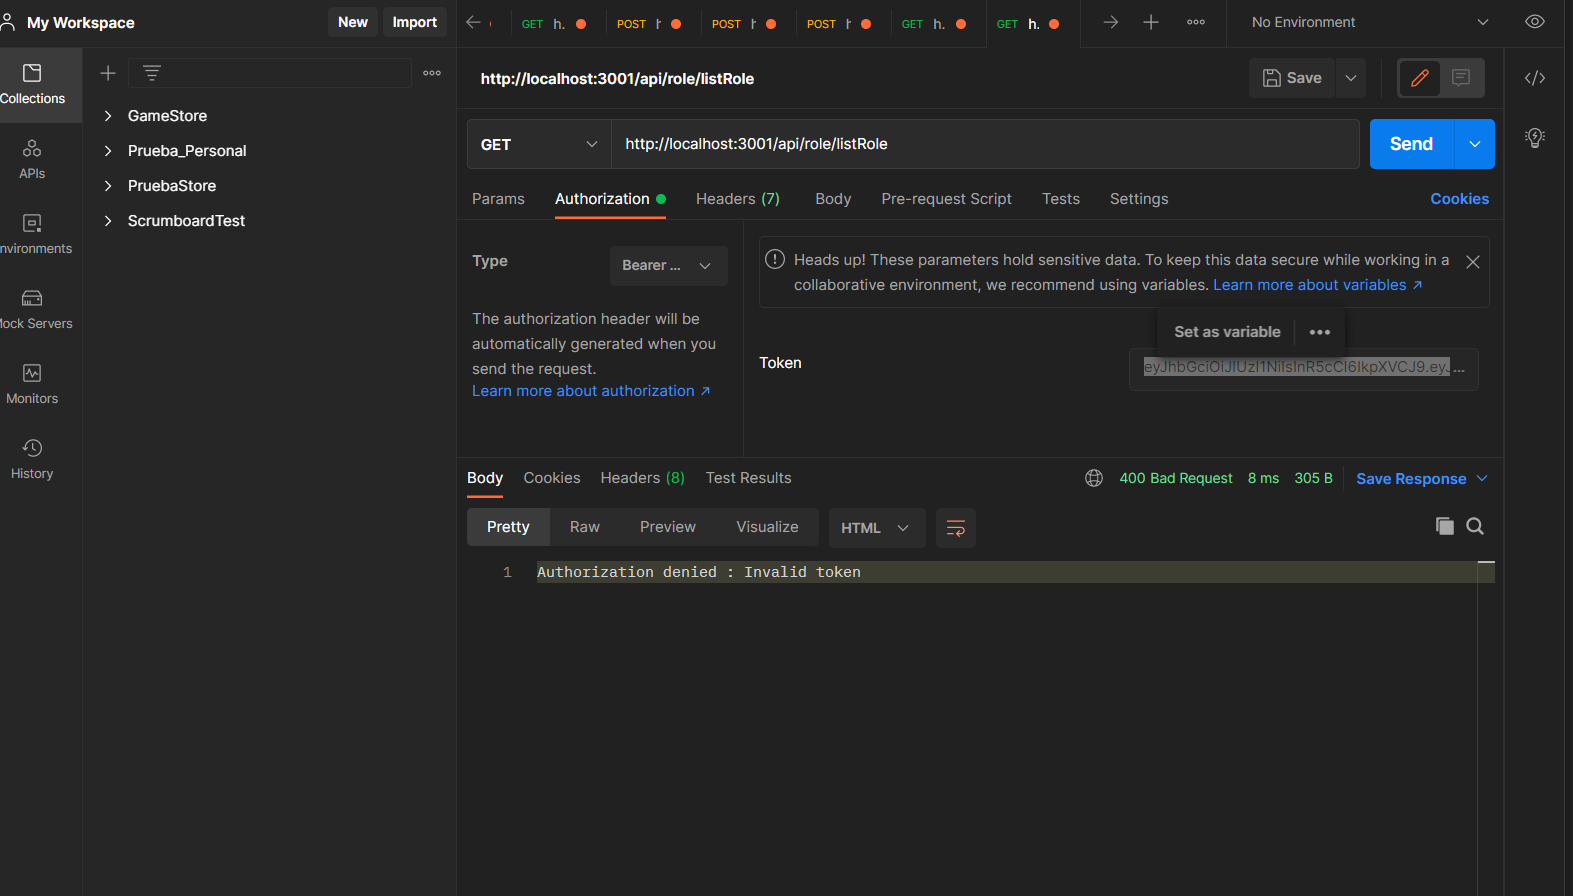 My Workspace
New
Import
GET h.
POST
POST
POST
GET h.
GET h.
No Environment
Collections
APIs
nvironments
Mock Servers
Monitors
History
GameStore
Prueba_Personal
PruebaStore
ScrumboardTest
http://localhost:3001/api/role/listRole
Save
GET
http://localhost:3001/api/role/listRole
Send
Params
Authorization
Headers (7)
Body
Pre-request Script
Tests
Settings
Cookies
Type
Bearer ...
The authorization header will be
automatically generated when you
send the request.
Learn more about authorization ↗
Heads up! These parameters hold sensitive data. To keep this data secure while working in a
collaborative environment, we recommend using variables. Learn more about variables ↗
Set as variable
Token
eyJhbGciOiJIUzI1NiIsInR5cCI6IkpXVCJ9.eyJ...
Body
Cookies
Headers (8)
Test Results
400 Bad Request
8 ms
305 B
Save Response
Pretty
Raw
Preview
Visualize
HTML
1 Authorization denied : Invalid token